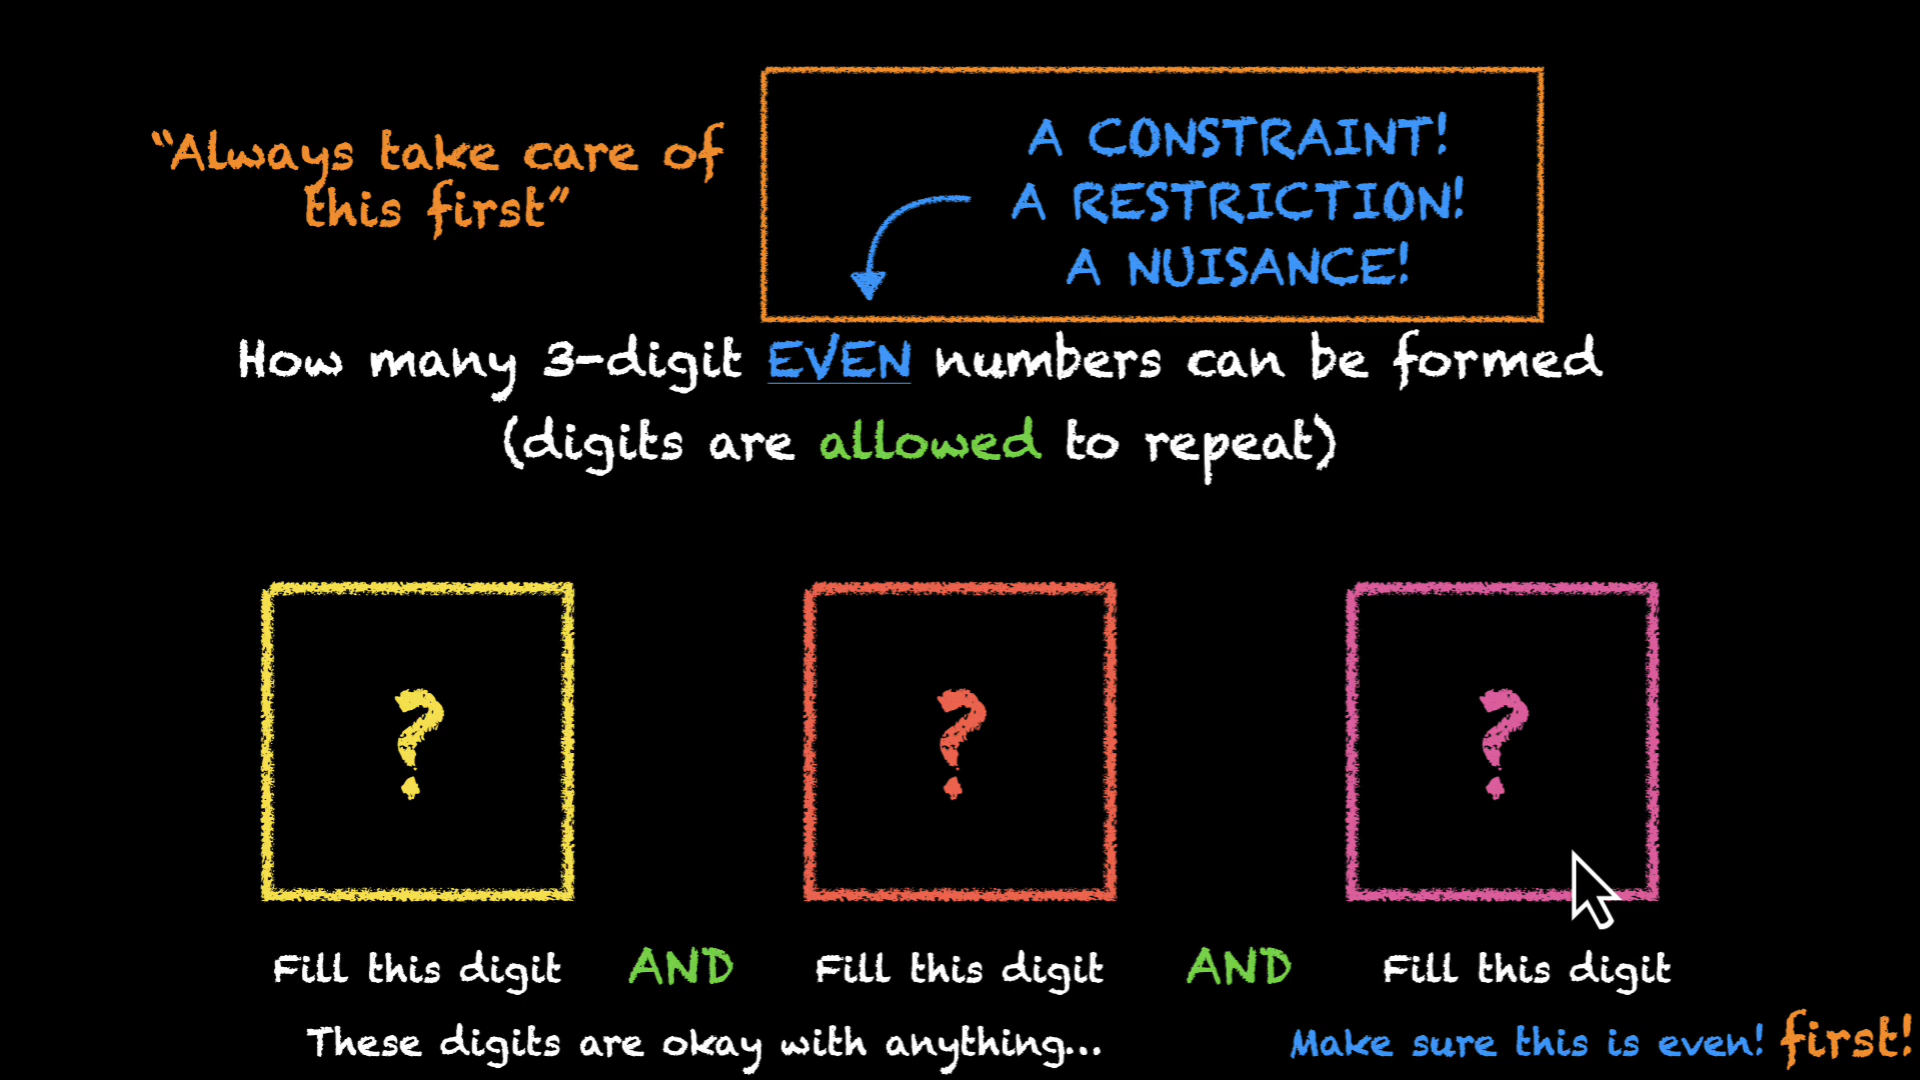 “Always take care of
this first”
A CONSTRAINT!
A RESTRICTION!
A NUISANCE!
How many 3-digit EVEN numbers can be formed
(digits are allowed to repeat)
?
?
?
Fill this digit AND Fill this digit AND Fill this digit
These digits are okay with anything... Make sure this is even! first!